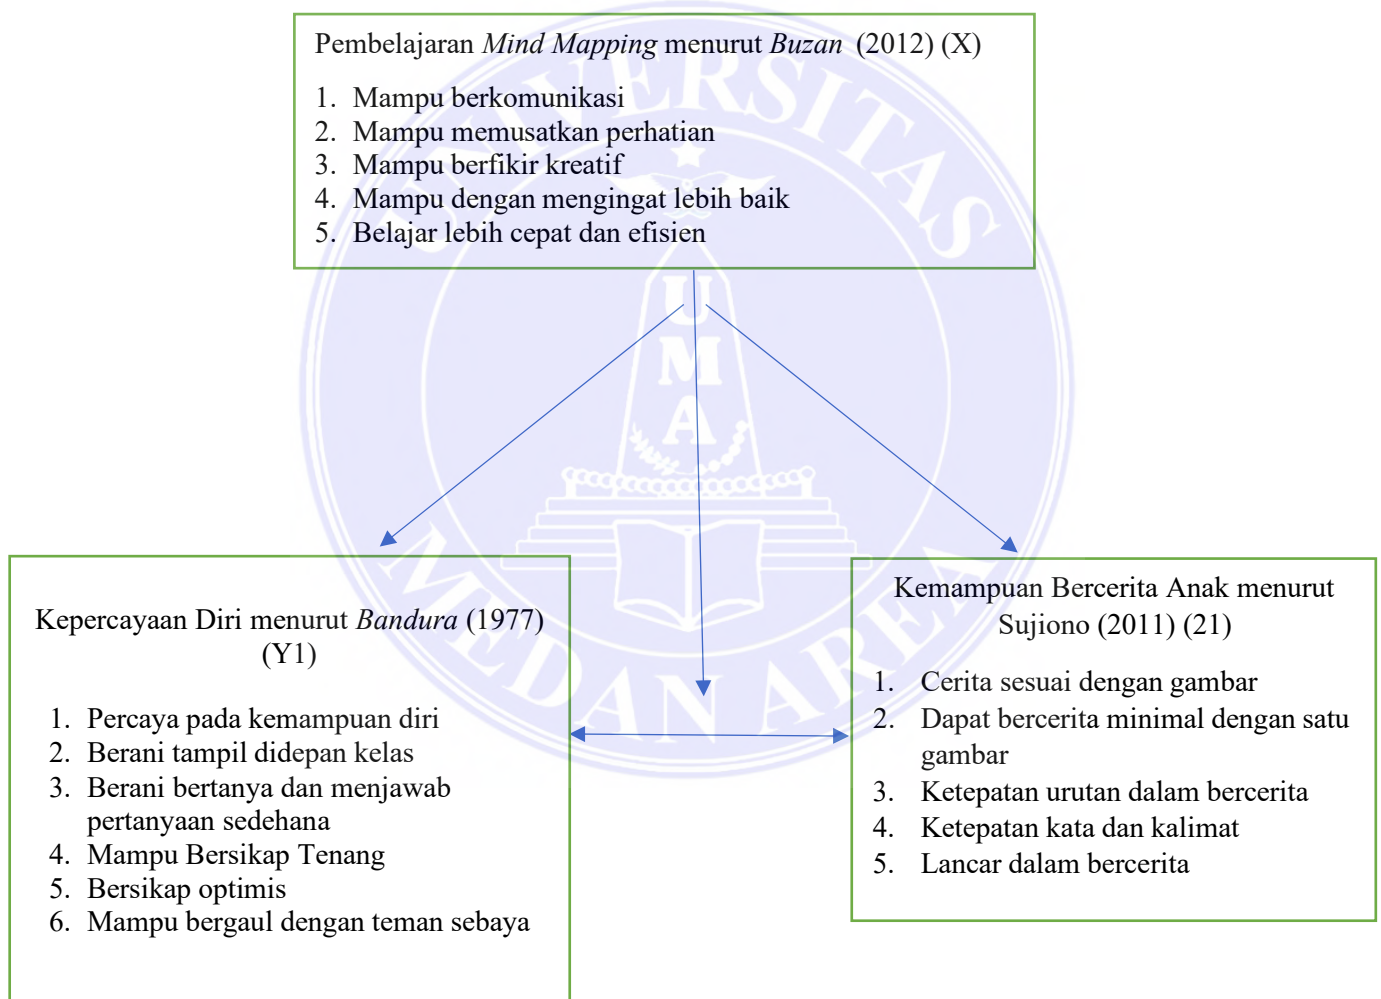 Pembelajaran Mind Mapping menurut Buzan (2012) (X)
1. Mampu berkomunikasi
2. Mampu memusatkan perhatian
3. Mampu berfikir kreatif
4. Mampu dengan mengingat lebih baik
5. Belajar lebih cepat dan efisien
UNIVERSITAS
U
M
A
MEDAN AREA
Kepercayaan Diri menurut Bandura (1977)
(Y1)
1. Percaya pada kemampuan diri
2. Berani tampil didepan kelas
3. Berani bertanya dan menjawab
pertanyaan sedehana
4. Mampu Bersikap Tenang
5. Bersikap optimis
6. Mampu bergaul dengan teman sebaya
Kemampuan Bercerita Anak menurut
Sujiono (2011) (21)
1. Cerita sesuai dengan gambar
2. Dapat bercerita minimal dengan satu
gambar
3. Ketepatan urutan dalam bercerita
4. Ketepatan kata dan kalimat
5. Lancar dalam bercerita